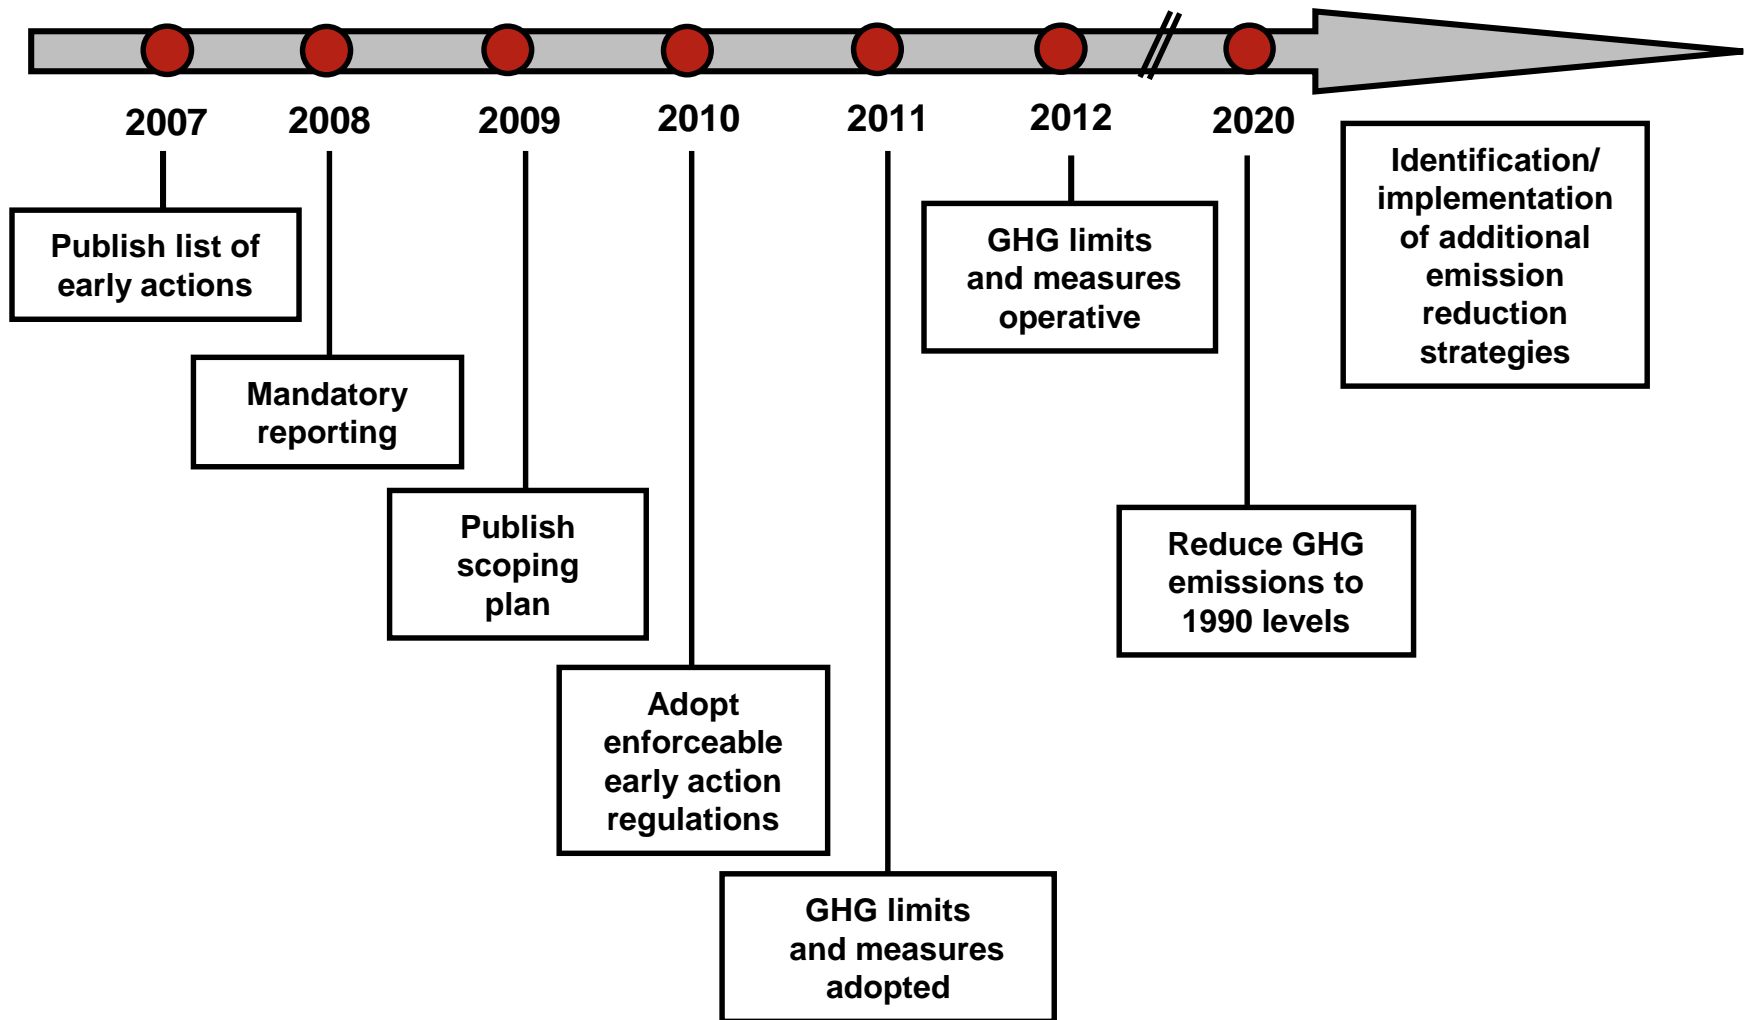 2007
2008
2009
2010
2011
2012
2020
Publish list of
early actions
Mandatory
reporting
Publish
scoping
plan
Adopt
enforceable
early action
regulations
GHG limits
and measures
adopted
GHG limits
and measures
operative
Reduce GHG
emissions to
1990 levels
Identification/
implementation
of additional
emission
reduction
strategies